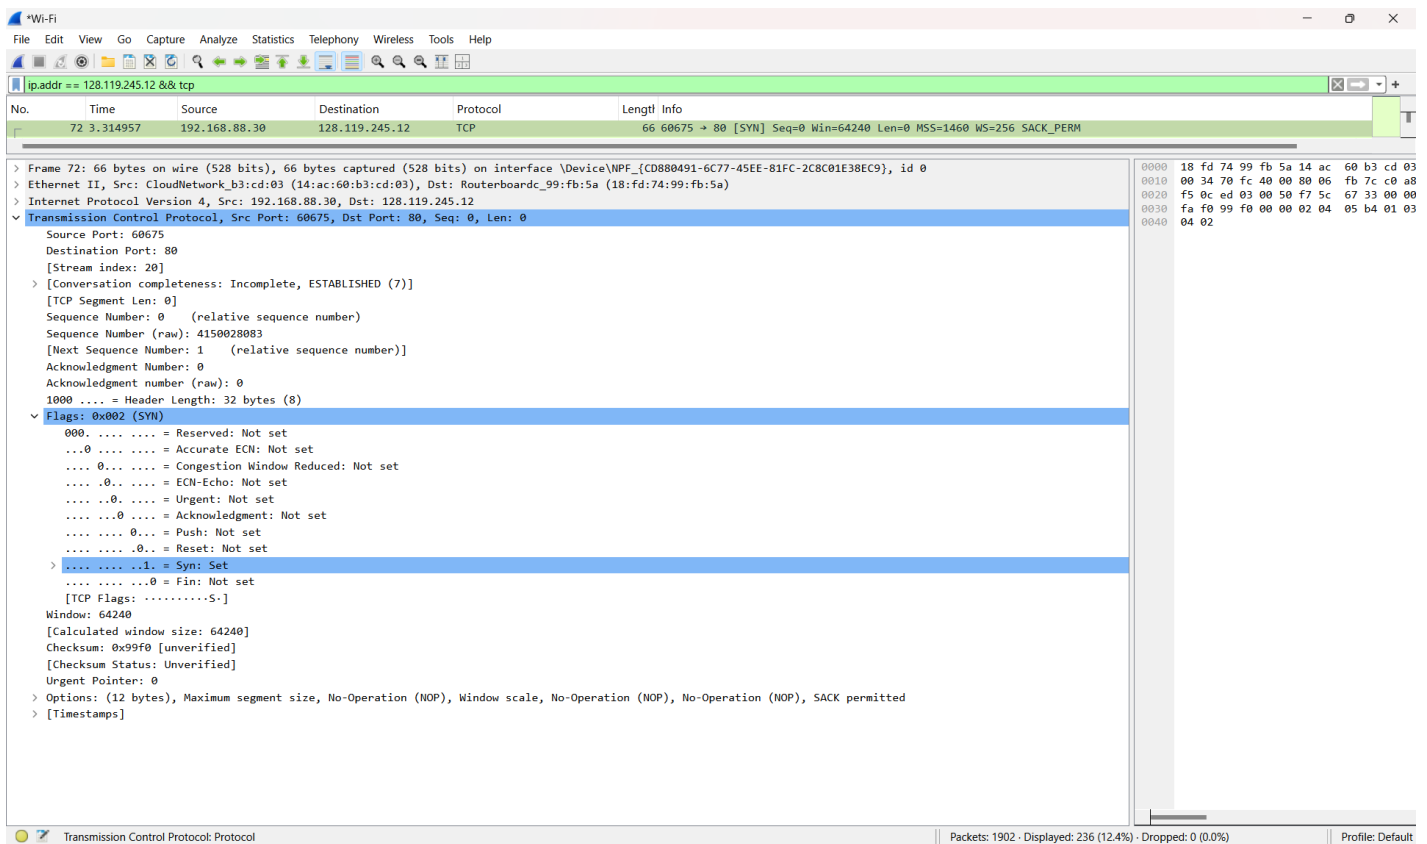 *Wi-Fi
File Edit View Go Capture Analyze Statistics Telephony Wireless Tools Help
ip.addr == 128.119.245.12 && tcp
No. Time Source Destination Protocol Length Info
72 3.314957 192.168.88.30 128.119.245.12 TCP 66 60675 → 80 [SYN] Seq=0 Win=64240 Len=0 MSS=1460 WS=256 SACK_PERM
Frame 72: 66 bytes on wire (528 bits), 66 bytes captured (528 bits) on interface \Device\NPF_{CD880491-6C77-45EE-81FC-2C8C01E38EC9}, id 0
Ethernet II, Src: CloudNetwork_b3:cd:03 (14:ac:60:b3:cd:03), Dst: Routerboardc_99:fb:5a (18:fd:74:99:fb:5a)
Internet Protocol Version 4, Src: 192.168.88.30, Dst: 128.119.245.12
Transmission Control Protocol, Src Port: 60675, Dst Port: 80, Seq: 0, Len: 0
Source Port: 60675
Destination Port: 80
[Stream index: 20]
[Conversation completeness: Incomplete, ESTABLISHED (7)]
[TCP Segment Len: 0]
Sequence Number: 0 (relative sequence number)
Sequence Number (raw): 4150028083
[Next Sequence Number: 1 (relative sequence number)]
Acknowledgment Number: 0
Acknowledgment number (raw): 0
1000 .... = Header Length: 32 bytes (8)
Flags: 0x002 (SYN)
000. .... .... = Reserved: Not set
...0 .... .... = Accurate ECN: Not set
.... 0... .... = Congestion Window Reduced: Not set
.... .0.. .... = ECN-Echo: Not set
.... ..0. .... = Urgent: Not set
.... ...0 .... = Acknowledgment: Not set
.... .... 0... = Push: Not set
.... .... .0.. = Reset: Not set
.... .... ..1. = Syn: Set
.... .... ...0 = Fin: Not set
[TCP Flags: ··········S·]
Window: 64240
[Calculated window size: 64240]
Checksum: 0x99f0 [unverified]
[Checksum Status: Unverified]
Urgent Pointer: 0
Options: (12 bytes), Maximum segment size, No-Operation (NOP), Window scale, No-Operation (NOP), No-Operation (NOP), SACK permitted
[Timestamps]
0000 18 fd 74 99 fb 5a 14 ac 60 b3 cd 03
0010 00 34 70 fc 40 00 80 06 fb 7c c0 a8
0020 f5 0c ed 03 00 50 f7 5c 67 33 00 00
0030 fa f0 99 f0 00 00 02 04 05 b4 01 03
0040 04 02
Transmission Control Protocol: Protocol
Packets: 1902 · Displayed: 236 (12.4%) · Dropped: 0 (0.0%)
Profile: Default